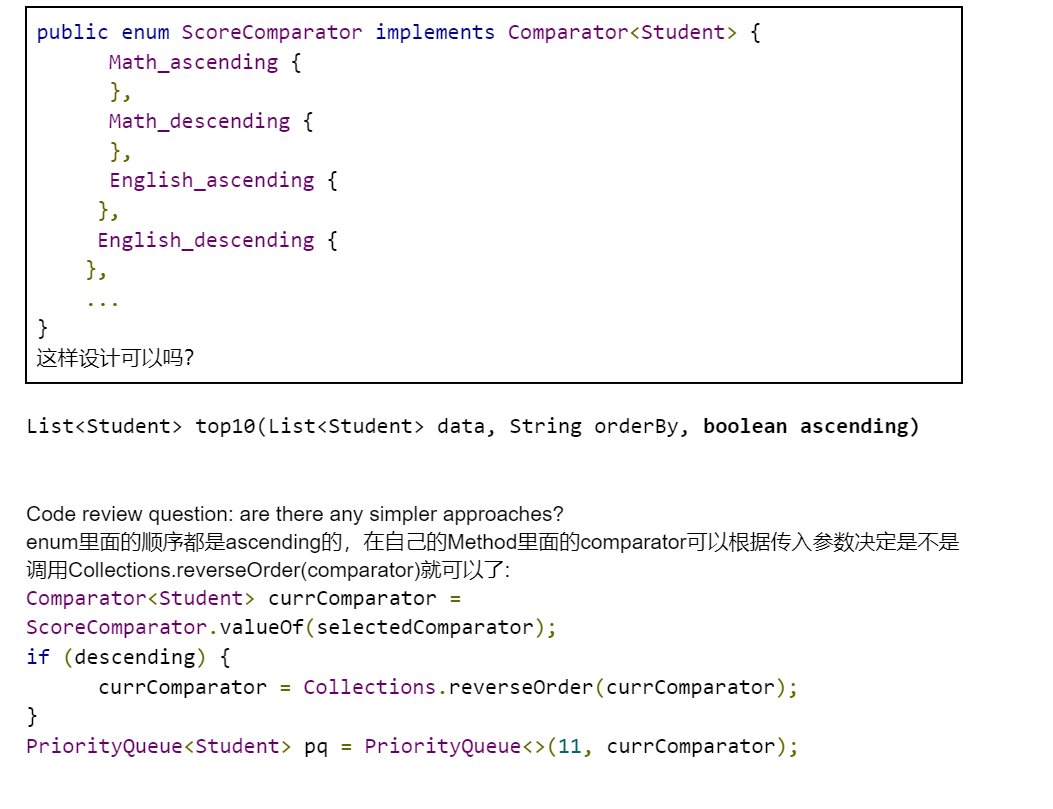 public enum ScoreComparator implements Comparator<Student> {
Math_ascending {
},
Math_descending {
},
English_ascending {
},
English_descending {
},
...
}
这样设计可以吗?
List<Student> top10(List<Student> data, String orderBy, boolean ascending)
Code review question: are there any simpler approaches?
enum里面的顺序都是ascending的，在自己的Method里面的comparator可以根据传入参数决定是不是
调用Collections.reverseOrder(comparator)就可以了:
Comparator<Student> currComparator =
ScoreComparator.valueOf(selectedComparator);
if (descending) {
currComparator = Collections.reverseOrder(currComparator);
}
PriorityQueue<Student> pq = PriorityQueue<>(11, currComparator);